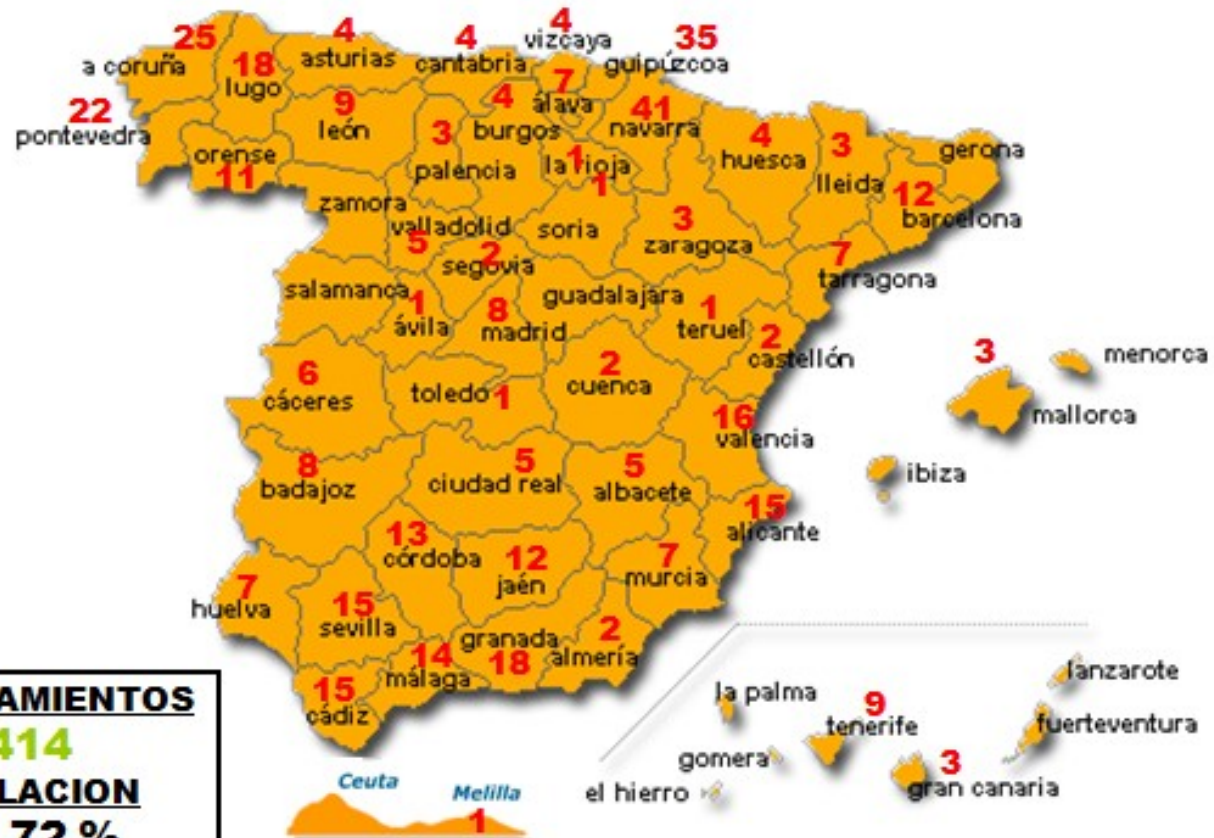 4
25
4
4
vizcaya
35
a coruña
18
asturias
cantabria
guipúzcoa
lugo
7
22
9
4
álava
41
pontevedra
león
3
burgos
navarra
4
3
gerona
orense
palencia
1
la rioja
huesca
lleida
11
1
12
zamora
barcelona
valladolid
soria
3
5
2
zaragoza
7
segovia
tarragona
salamanca
1
8
guadalajara
1
ávila
madrid
teruel
2
castellón
3
menorca
6
2
cáceres
toledo
1
cuenca
mallorca
16
valencia
8
5
5
ibiza
badajoz
ciudad real
albacete
15
alicante
13
córdoba
12
7
jaén
murcia
7
huelva
15
sevilla
granada
2
14
18
almería
málaga
15
cádiz
lanzarote
la palma
9
tenerife
fuerteventura
gomera
3
el hierro
gran canaria
Ceuta
Melilla
1
AMIENTOS
414
LACION
72 %